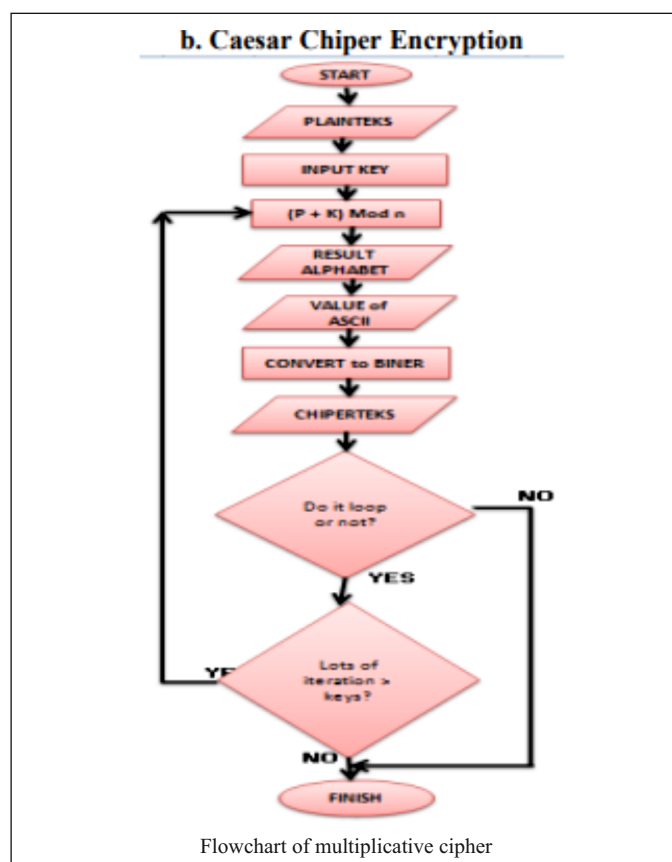 b. Caesar Chiper Encryption
START
PLAINTEKS
INPUT KEY
(P + K) Mod n
RESULT
ALPHABET
VALUE of
ASCII
CONVERT to BINER
CHIPERTEKS
Do it loop
or not?
NO
YES
Lots of
iteration >
keys?
YE
NO
FINISH
Flowchart of multiplicative cipher